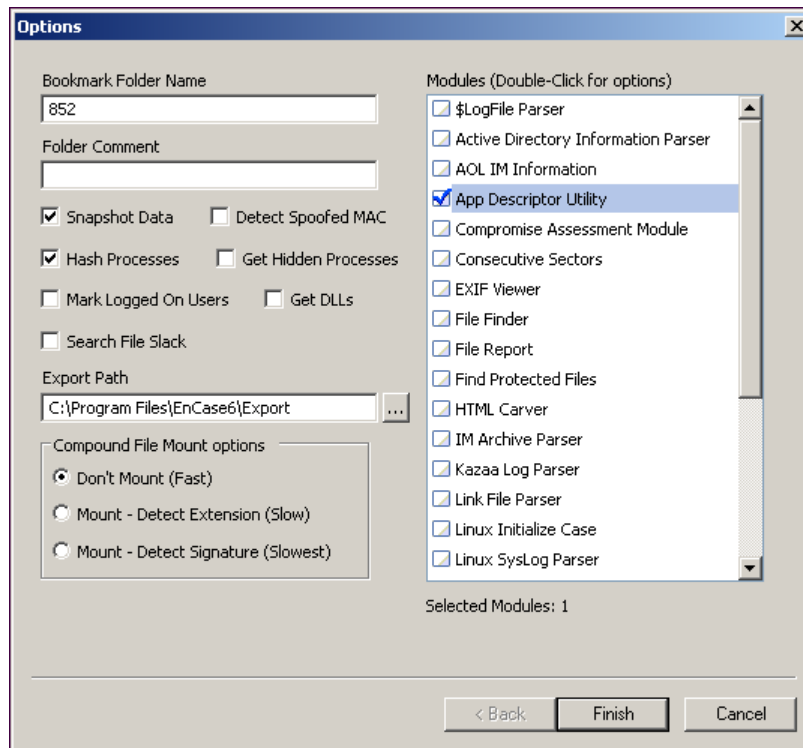 Options
Bookmark Folder Name
852
Folder Comment
Snapshot Data Detect Spoofed MAC
Hash Processes Get Hidden Processes
Mark Logged On Users Get DLLs
Search File Slack
Export Path
C:\Program Files\EnCase6\Export ...
Compound File Mount options
Don't Mount (Fast)
Mount - Detect Extension (Slow)
Mount - Detect Signature (Slowest)
Modules (Double-Click for options)
$LogFile Parser
Active Directory Information Parser
AOL IM Information
App Descriptor Utility
Compromise Assessment Module
Consecutive Sectors
EXIF Viewer
File Finder
File Report
Find Protected Files
HTML Carver
IM Archive Parser
Kazaa Log Parser
Link File Parser
Linux Initialize Case
Linux SysLog Parser
Selected Modules: 1
< Back Finish Cancel